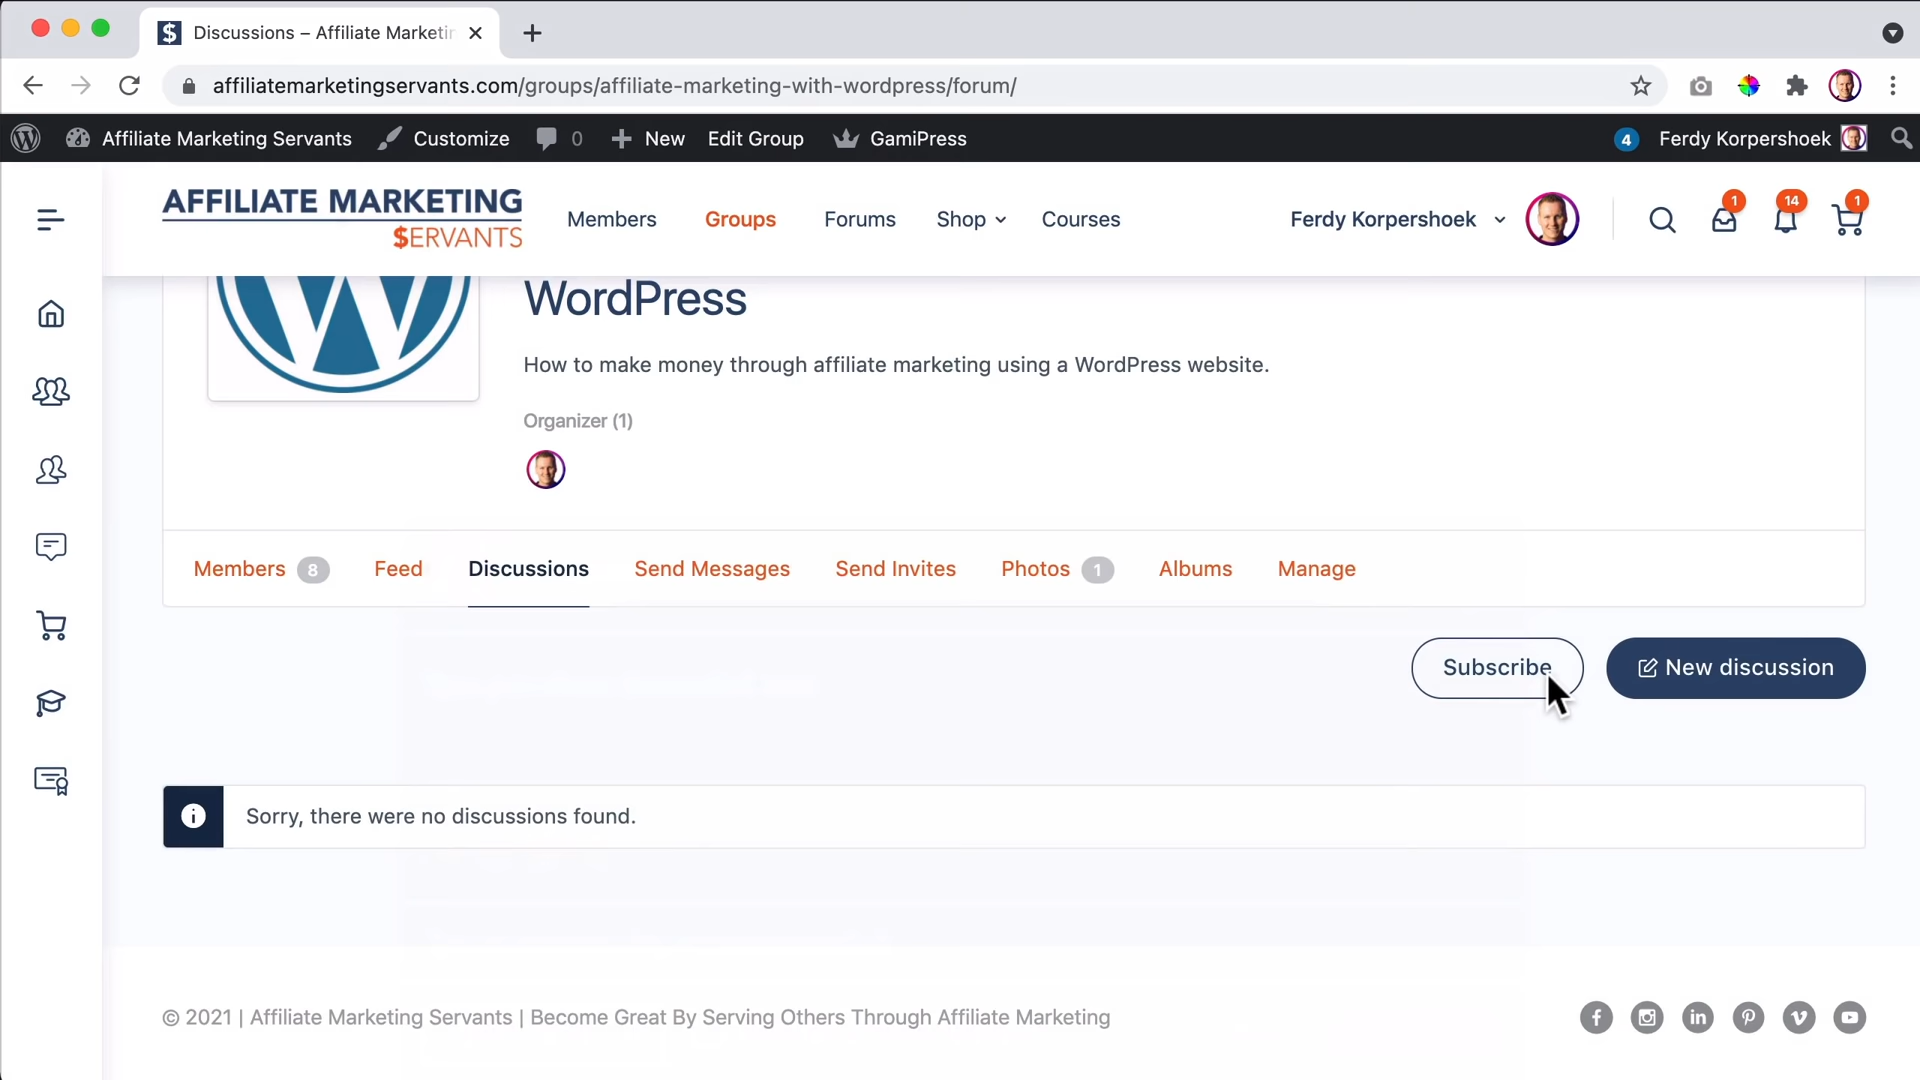 Discussions – Affiliate Marketin
affiliatemarketingservants.com/groups/affiliate-marketing-with-wordpress/forum/
Affiliate Marketing Servants Customize 0 New Edit Group GamiPress 4 Ferdy Korpershoek
AFFILIATE MARKETING
$ERVANTS
Members Groups Forums Shop Courses Ferdy Korpershoek 1 14 1
WordPress
How to make money through affiliate marketing using a WordPress website.
Organizer (1)
Members 8 Feed Discussions Send Messages Send Invites Photos 1 Albums Manage
Subscribe New discussion
Sorry, there were no discussions found.
© 2021 | Affiliate Marketing Servants | Become Great By Serving Others Through Affiliate Marketing